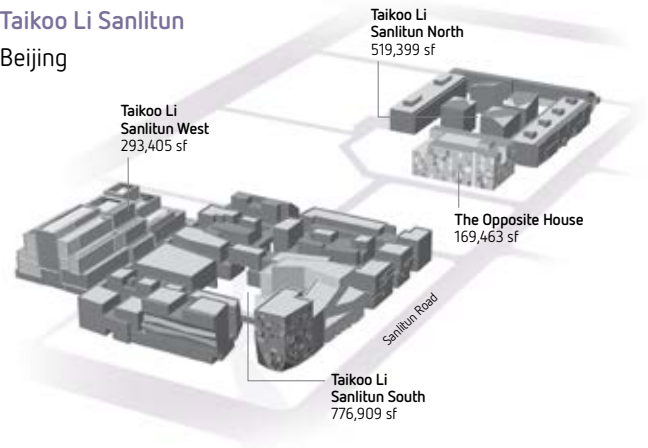 Taikoo Li Sanlitun
Beijing
Taikoo Li
Sanlitun North
519,399 sf
Taikoo Li
Sanlitun West
293,405 sf
The Opposite House
169,463 sf
Sanlitun Road
Taikoo Li
Sanlitun South
776,909 sf